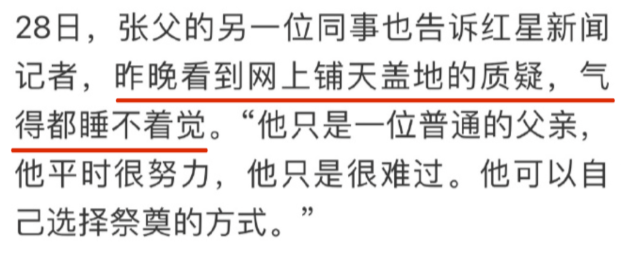 28日，张父的另一位同事也告诉红星新闻
记者，昨晚看到网上铺天盖地的质疑，气
得都睡不着觉。“他只是一位普通的父亲，
他平时很努力，他只是很难过。他可以自
己选择祭奠的方式。”